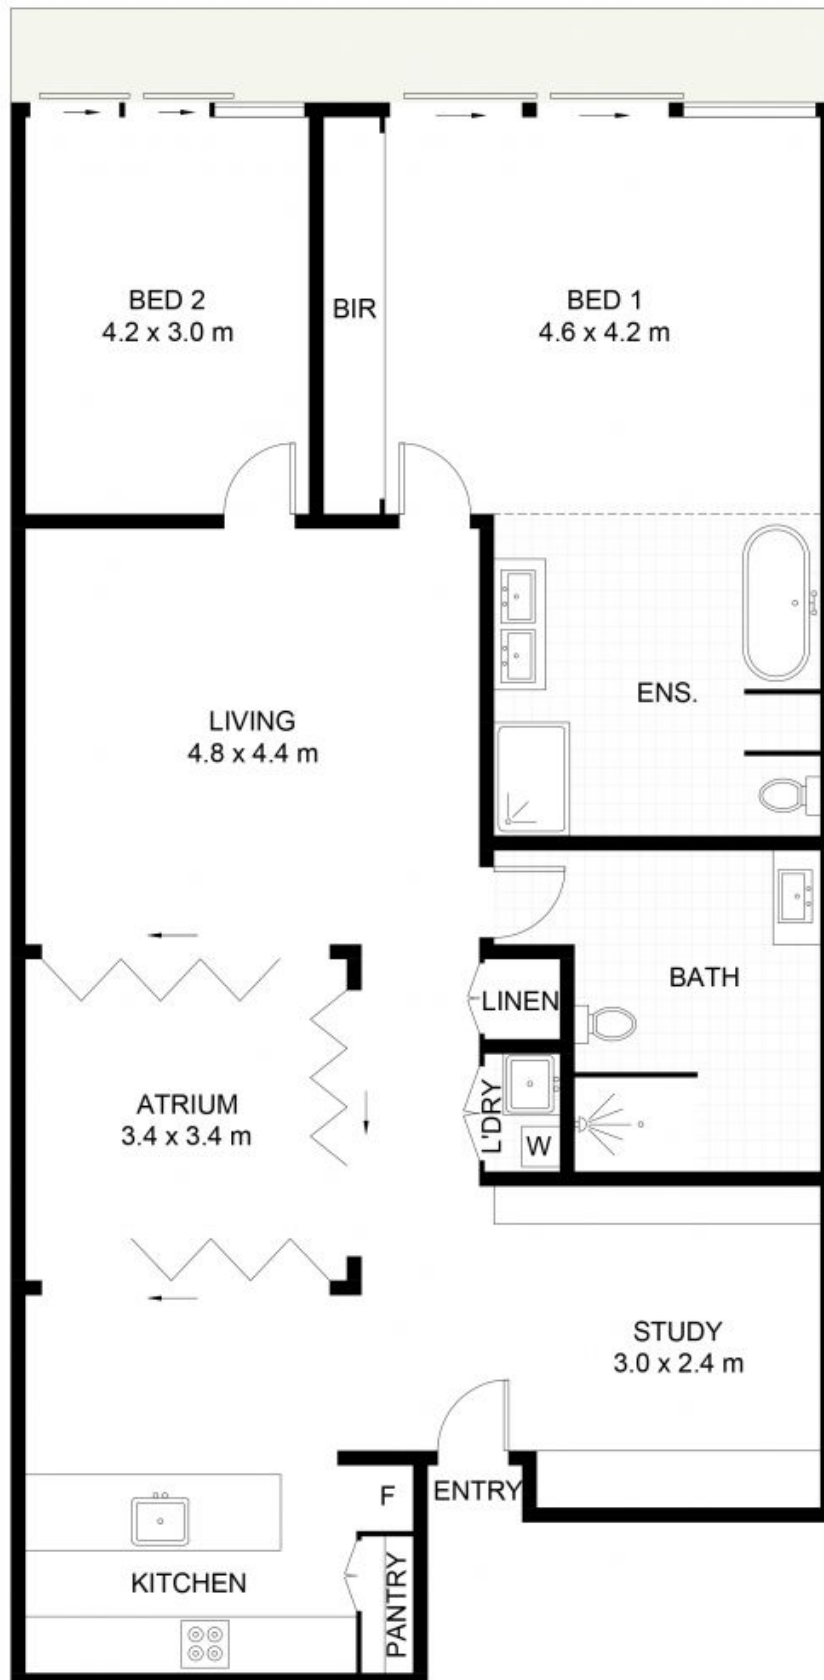 BED 2
4.2 x 3.0 m
BIR
BED 1
4.6 x 4.2 m
LIVING
4.8 x 4.4 m
ENS.
BATH
LINEN
L'DRY
W
ATRIUM
3.4 x 3.4 m
STUDY
3.0 x 2.4 m
F
ENTRY
KITCHEN
PANTRY